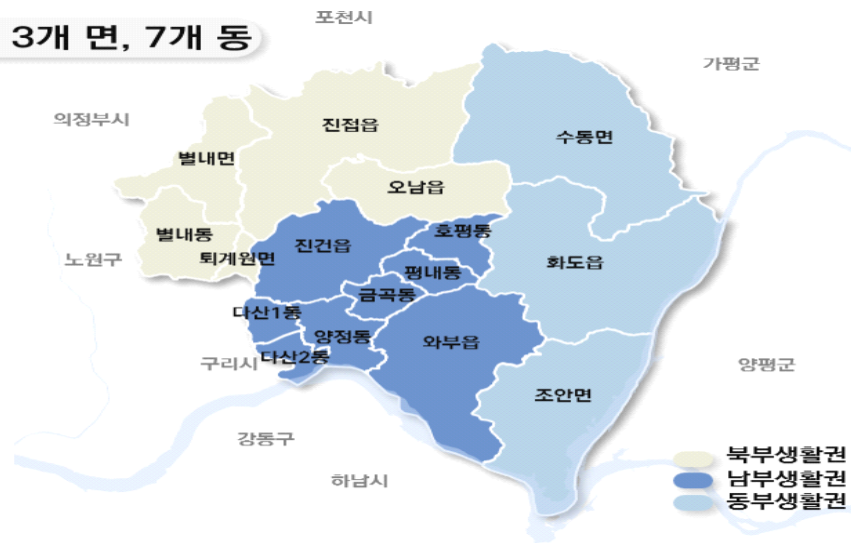 3개 면, 7개 동
포천시
가평군
의정부시
진접읍
수동면
별내면
오남읍
별내동
호평동
진건읍
노원구
퇴계원면
화도읍
평내동
금곡동
다산1동
양정동
와부읍
다산2동
구리시
양평군
조안면
강동구
하남시
북부생활권
남부생활권
동부생활권